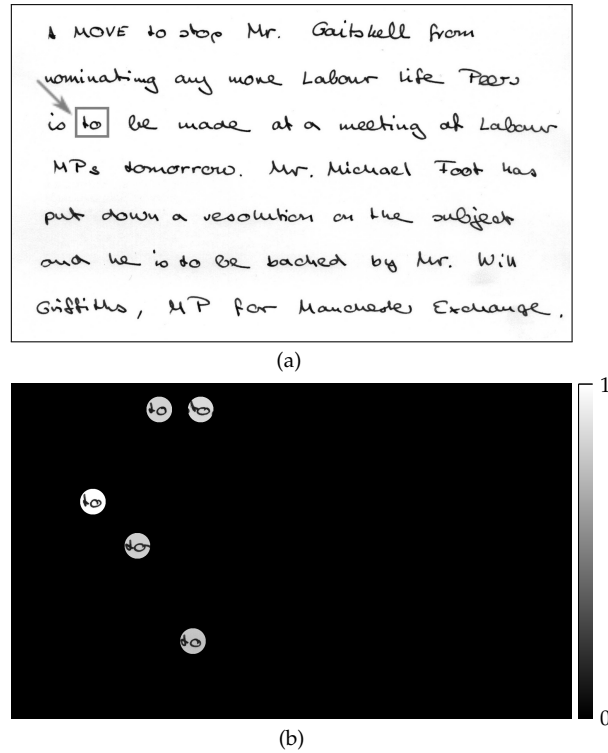 A MOVE to stop Mr. Gaitskell from
nominating any more Labour life Peers
is to be made at a meeting of Labour
MPs tomorrow. Mr. Michael Foot has
put down a resolution on the subject
and he is to be backed by Mr. Will
Griffiths, MP for Manchester Exchange.
(a)
to to
1
to
to
to
0
(b)